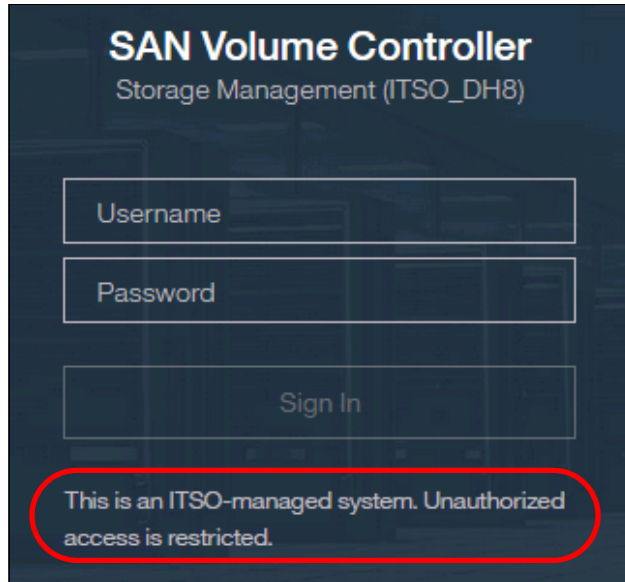 SAN Volume Controller
Storage Management (ITSO_DH8)
Username
Password
Sign In
This is an ITSO-managed system. Unauthorized
access is restricted.